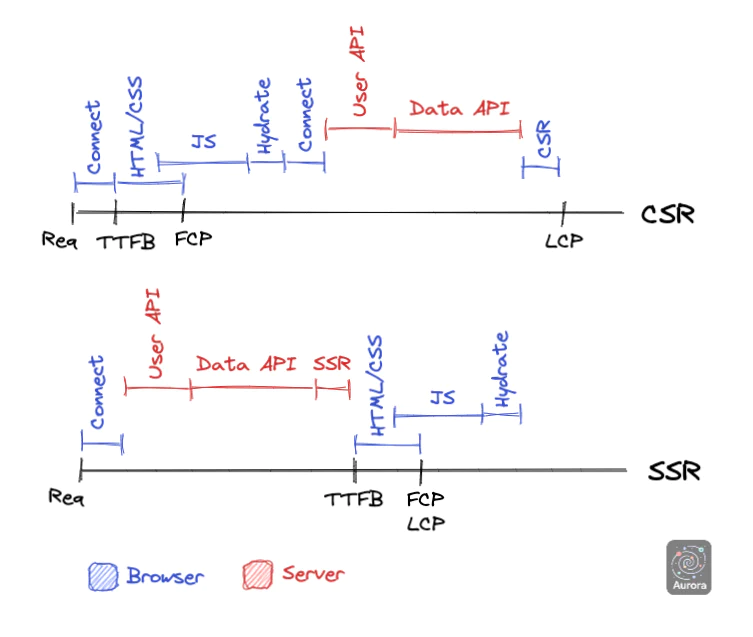 Connect
HTML/CSS
JS
Hydrate
Connect
User API
Data API
CSR
CSR
Req
TTFB
FCP
LCP
Connect
User API
Data API
SSR
HTML/CSS
JS
Hydrate
SSR
Req
TTFB
FCP
LCP
Browser
Server
Aurora